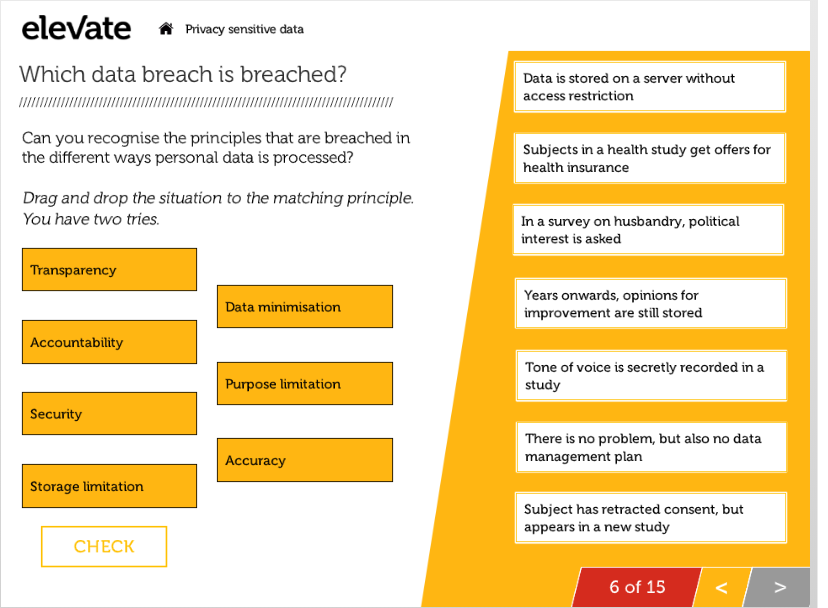 elevate
Privacy sensitive data
Which data breach is breached?
////////////////////////////////////////////////////////////////////////////////////////////
Can you recognise the principles that are breached in
the different ways personal data is processed?
Drag and drop the situation to the matching principle.
You have two tries.
Transparency
Data minimisation
Accountability
Purpose limitation
Security
Accuracy
Storage limitation
CHECK
Data is stored on a server without
access restriction
Subjects in a health study get offers for
health insurance
In a survey on husbandry, political
interest is asked
Years onwards, opinions for
improvement are still stored
Tone of voice is secretly recorded in a
study
There is no problem, but also no data
management plan
Subject has retracted consent, but
appears in a new study
6 of 15
<
>